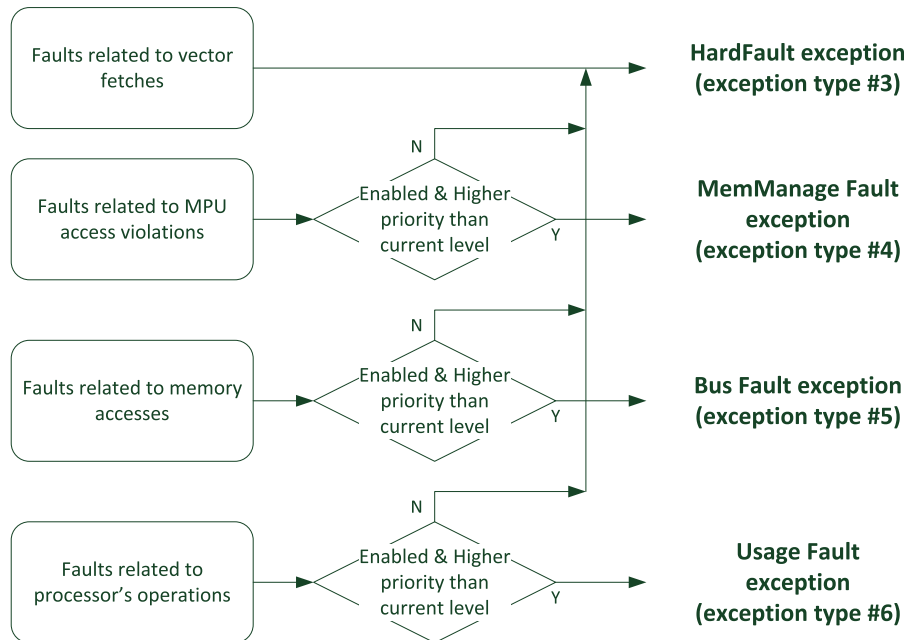 Faults related to vector
fetches
HardFault exception
(exception type #3)
N
Faults related to MPU
access violations
Enabled & Higher
priority than
current level
Y
MemManage Fault
exception
(exception type #4)
N
Faults related to memory
accesses
Enabled & Higher
priority than
current level
Y
Bus Fault exception
(exception type #5)
N
Faults related to
processor's operations
Enabled & Higher
priority than
current level
Y
Usage Fault
exception
(exception type #6)